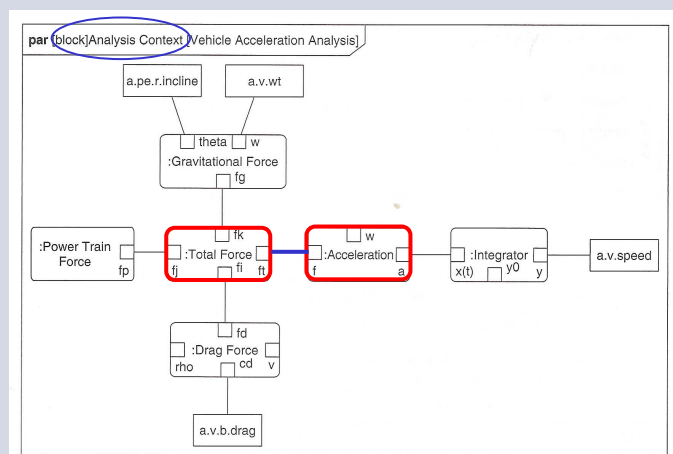 par [block]Analysis Context [Vehicle Acceleration Analysis]
a.pe.r.incline
a.v.wt
theta
w
:Gravitational Force
fg
:Power Train
Force
fp
fk
:Total Force
fj
fi
ft
w
:Acceleration
f
a
:Integrator
x(t)
y0
y
a.v.speed
fd
:Drag Force
rho
cd
v
a.v.b.drag